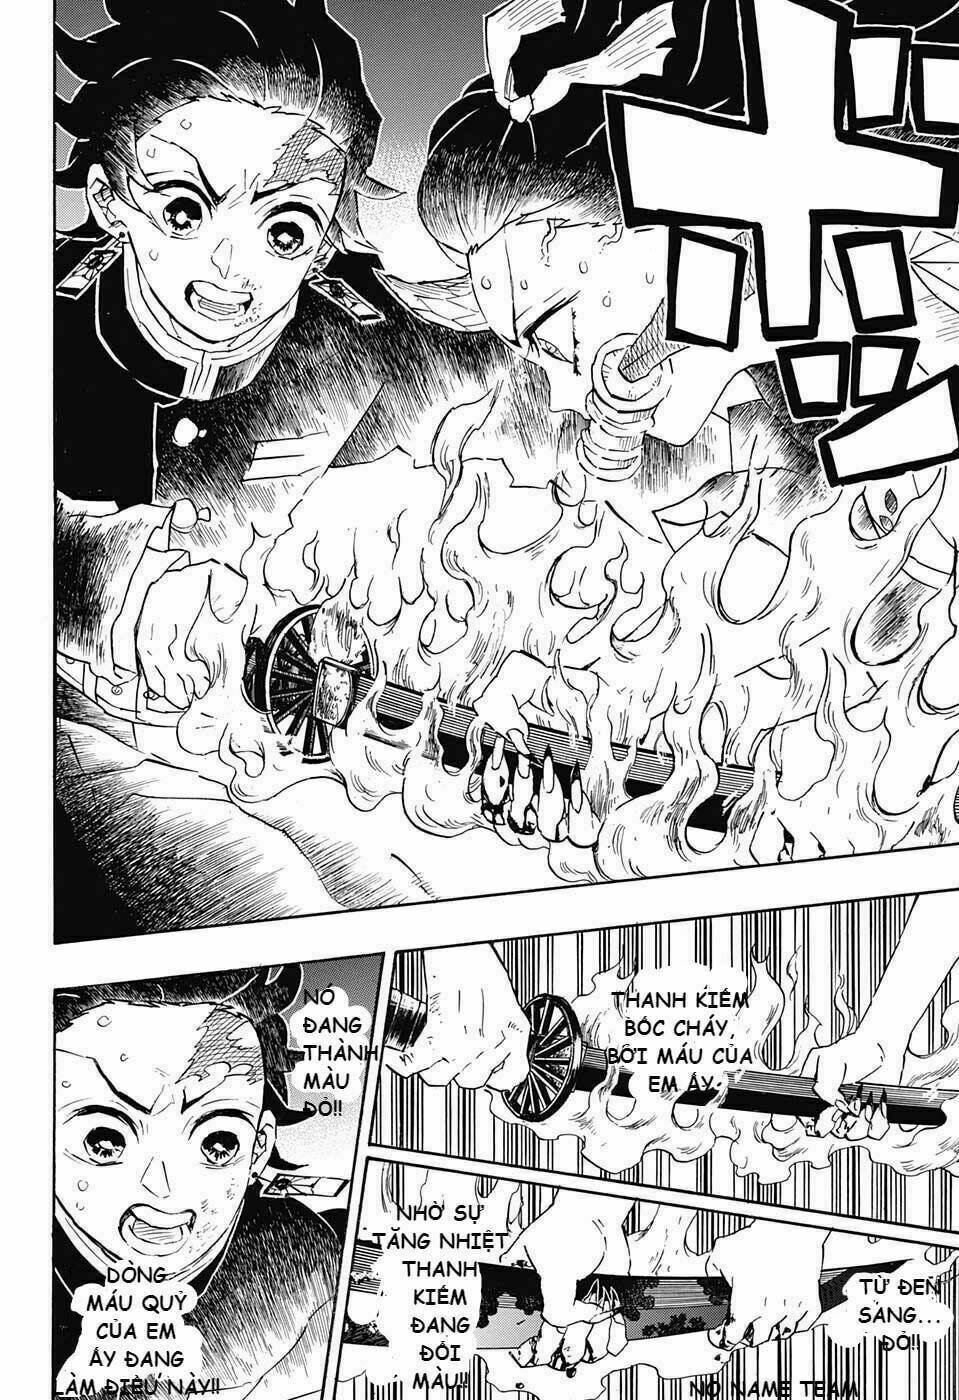 ボッ
THANH KIẾM
BỐC CHÁY,
BỞI MÁU CỦA
EM ẤY
NÓ
ĐANG
THÀNH
MÀU
ĐỎ!!
NHỜ SỰ
TĂNG NHIỆT
THANH
KIẾM
ĐANG
ĐỔI
MÀU!!
TỪ ĐEN
SANG...
ĐỎ!!
DÒNG
MÁU QUỶ
CỦA EM
ẤY ĐANG
LÀM ĐIỀU NÀY!!
NO NAME TEAM